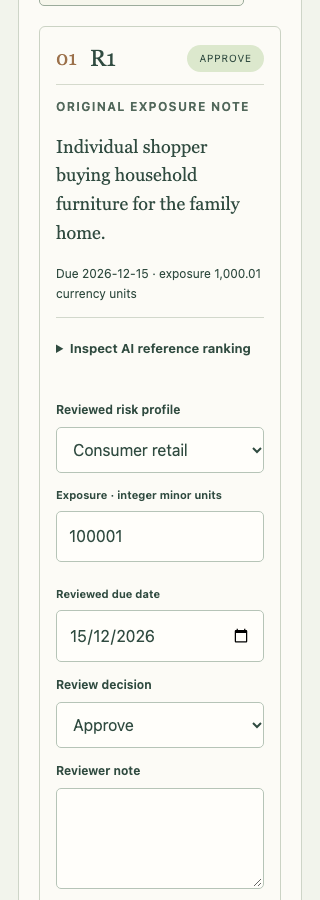 01 R1 APPROVE
ORIGINAL EXPOSURE NOTE
Individual shopper
buying household
furniture for the family
home.
Due 2026-12-15 · exposure 1,000.01
currency units
Inspect AI reference ranking
Reviewed risk profile
Consumer retail
Exposure · integer minor units
100001
Reviewed due date
15/12/2026
Review decision
Approve
Reviewer note